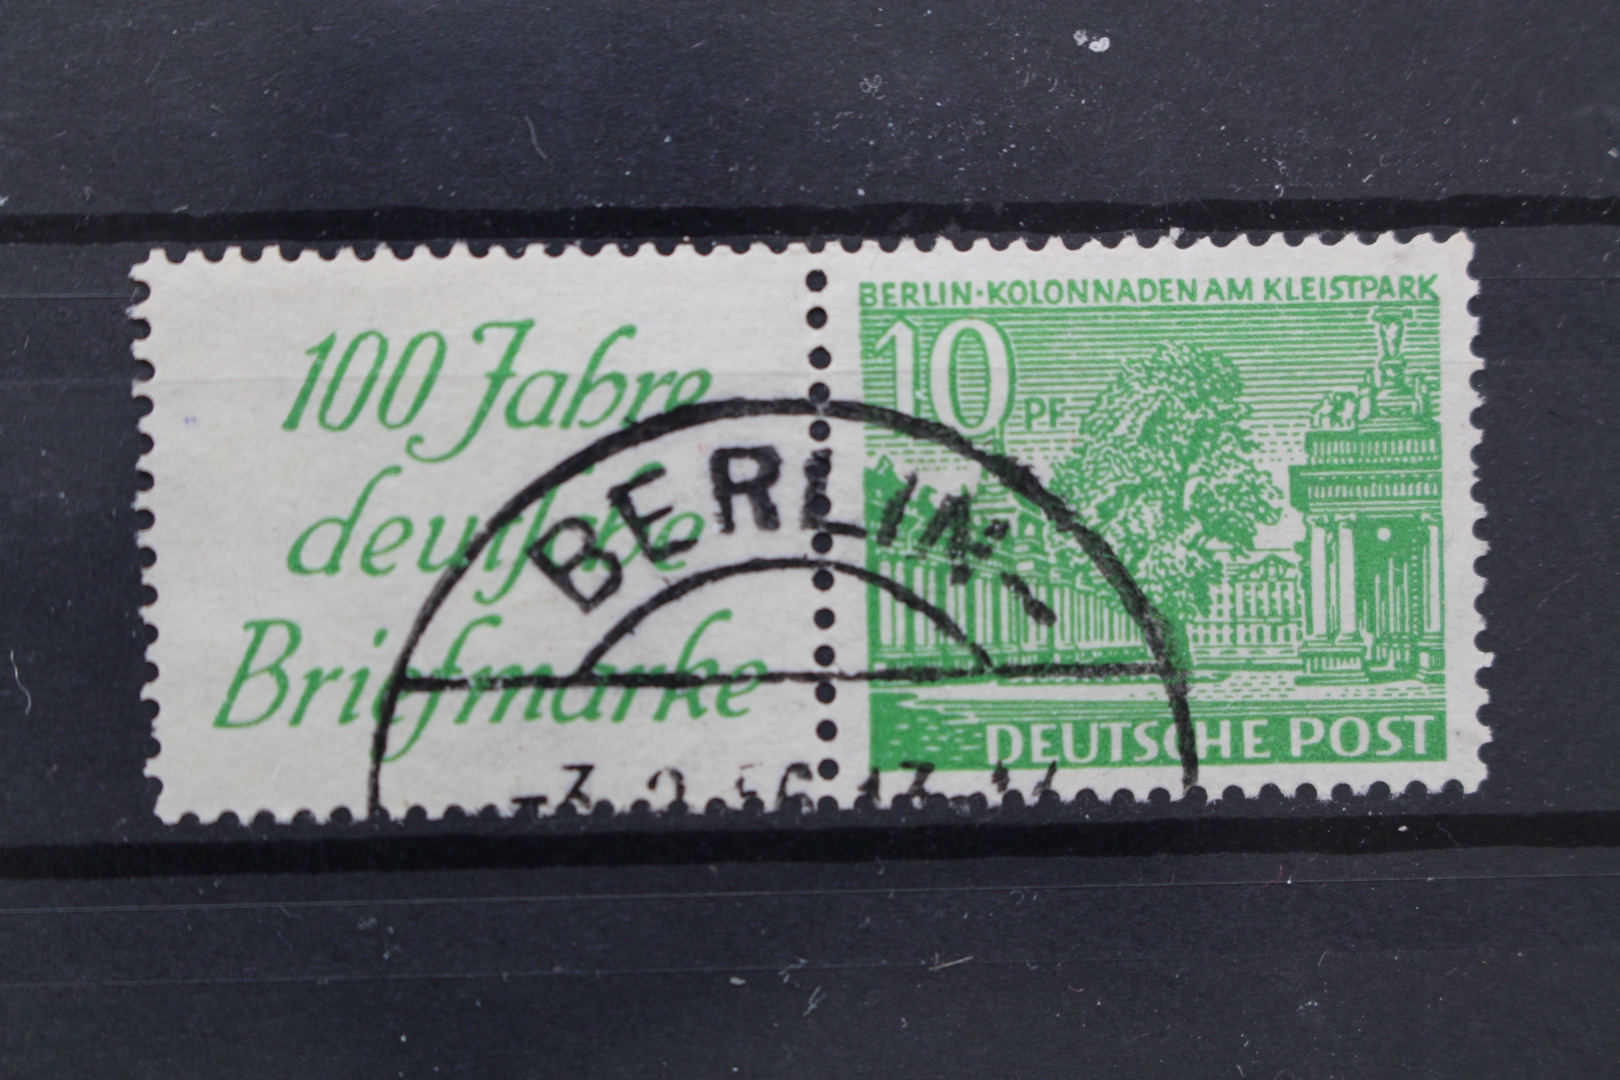 100 Jahre
deutsche
Briefmarke
BERLIN·KOLONNADEN AM KLEISTPARK
10 PF
DEUTSCHE POST
BERLIN